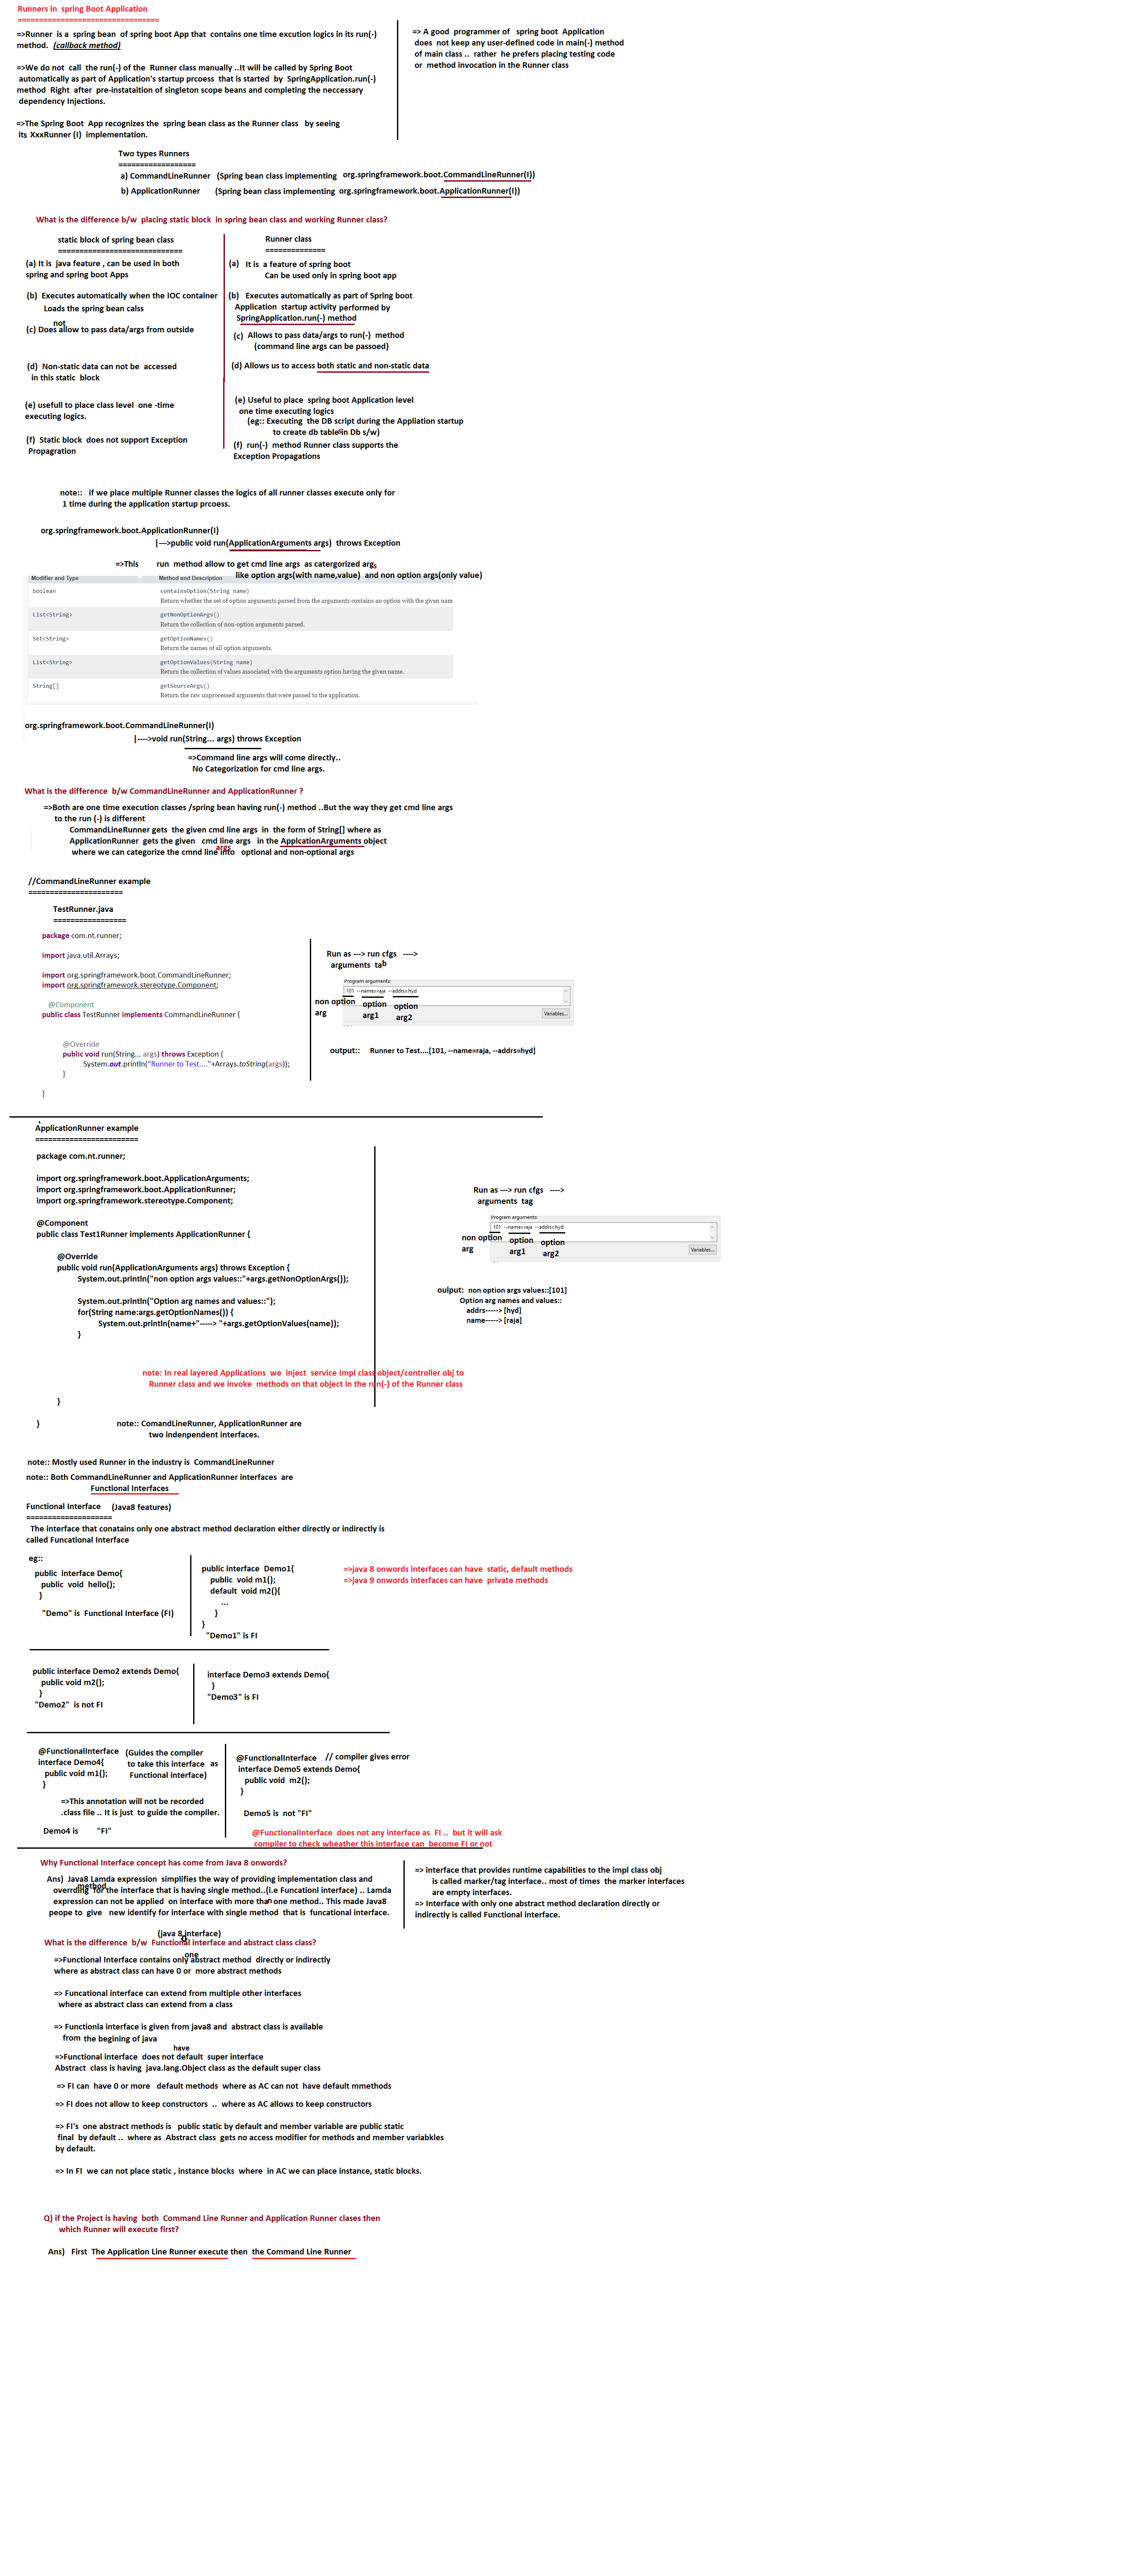 Runners in spring Boot Application
=================================
=>Runner is a spring bean of spring boot App that contains one time excution logics in its run(-)
method. (callback method)
=>We do not call the run(-) of the Runner class manually ..It will be called by Spring Boot
automatically as part of Application's startup prcoess that is started by SpringApplication.run(-)
method Right after pre-instataition of singleton scope beans and completing the neccessary
dependency Injections.
=>The Spring Boot App recognizes the spring bean class as the Runner class by seeing
its XxxRunner (I) implementation.
=> A good programmer of spring boot Application
does not keep any user-defined code in main(-) method
of main class .. rather he prefers placing testing code
or method invocation in the Runner class
Two types Runners
==================
a) CommandLineRunner (Spring bean class implementing org.springframework.boot.CommandLineRunner(I))
b) ApplicationRunner (Spring bean class implementing org.springframework.boot.ApplicationRunner(I))
What is the difference b/w placing static block in spring bean class and working Runner class?
static block of spring bean class
=============================
(a) It is java feature , can be used in both
spring and spring boot Apps
(b) Executes automatically when the IOC container
Loads the spring bean calss
not
(c) Does allow to pass data/args from outside
(d) Non-static data can not be accessed
in this static block
(e) usefull to place class level one -time
executing logics.
(f) Static block does not support Exception
Propagration
Runner class
==============
(a) It is a feature of spring boot
Can be used only in spring boot app
(b) Executes automatically as part of Spring boot
Application startup activity performed by
SpringApplication.run(-) method
(c) Allows to pass data/args to run(-) method
(command line args can be passoed)
(d) Allows us to access both static and non-static data
(e) Useful to place spring boot Application level
one time executing logics
(eg:: Executing the DB script during the Appliation startup
to create db tables in Db s/w)
(f) run(-) method Runner class supports the
Exception Propagations
note:: if we place multiple Runner classes the logics of all runner classes execute only for
1 time during the application startup prcoess.
org.springframework.boot.ApplicationRunner(I)
|--->public void run(ApplicationArguments args) throws Exception
=>This run method allow to get cmd line args as catergorized args
like option args(with name,value) and non option args(only value)
Modifier and Type Method and Description
boolean containsOption(String name)
Return whether the set of option arguments parsed from the arguments contains an option with the given nam
List<String> getNonOptionArgs()
Return the collection of non-option arguments parsed.
Set<String> getOptionNames()
Return the names of all option arguments.
List<String> getOptionValues(String name)
Return the collection of values associated with the arguments option having the given name.
String[] getSourceArgs()
Return the raw unprocessed arguments that were passed to the application.
org.springframework.boot.CommandLineRunner(I)
|---->void run(String... args) throws Exception
=>Command line args will come directly..
No Categorization for cmd line args.
What is the difference b/w CommandLineRunner and ApplicationRunner ?
=>Both are one time execution classes /spring bean having run(-) method ..But the way they get cmd line args
to the run (-) is different
CommandLineRunner gets the given cmd line args in the form of String[] where as
ApplicationRunner gets the given cmd line args in the ApplcationArguments object
args
where we can categorize the cmnd line into optional and non-optional args
//CommandLineRunner example
======================
TestRunner.java
=================
package com.nt.runner;
import java.util.Arrays;
import org.springframework.boot.CommandLineRunner;
import org.springframework.stereotype.Component;
@Component
public class TestRunner implements CommandLineRunner {
@Override
public void run(String... args) throws Exception {
System.out.println("Runner to Test...."+Arrays.toString(args));
}
}
Run as ---> run cfgs ---->
arguments tab
Program arguments:
101 --name=raja --addrs=hyd
non option
arg
option
arg1
option
arg2
Variables...
output:: Runner to Test....[101, --name=raja, --addrs=hyd]
ApplicationRunner example
========================
package com.nt.runner;
import org.springframework.boot.ApplicationArguments;
import org.springframework.boot.ApplicationRunner;
import org.springframework.stereotype.Component;
@Component
public class Test1Runner implements ApplicationRunner {
@Override
public void run(ApplicationArguments args) throws Exception {
System.out.println("non option args values::"+args.getNonOptionArgs());
System.out.println("Option arg names and values::");
for(String name:args.getOptionNames()) {
System.out.println(name+"-----> "+args.getOptionValues(name));
}
Run as ---> run cfgs ---->
arguments tag
Program arguments:
101 --name=raja --addrs=hyd
non option
arg
option
arg1
option
arg2
Variables...
oulput: non option args values::[101]
Option arg names and values::
addrs-----> [hyd]
name-----> [raja]
note: In real layered Applications we inject service Impl class object/controller obj to
Runner class and we invoke methods on that object in the run(-) of the Runner class
}
}
note:: ComandLineRunner, ApplicationRunner are
two indenpendent interfaces.
note:: Mostly used Runner in the industry is CommandLineRunner
note:: Both CommandLineRunner and ApplicationRunner interfaces are
Functional Interfaces
Functional Interface (Java8 features)
====================
The interface that conatains only one abstract method declaration either directly or indirectly is
called Funcational Interface
eg::
public interface Demo{
public void hello();
}
"Demo" is Functional Interface (FI)
public interface Demo1{
public void m1();
default void m2(){
...
}
}
"Demo1" is FI
=>java 8 onwords interfaces can have static, default methods
=>java 9 onwords interfaces can have private methods
public interface Demo2 extends Demo{
public void m2();
}
"Demo2" is not FI
interface Demo3 extends Demo{
}
"Demo3" is FI
@FunctionalInterface
interface Demo4{
public void m1();
}
(Guides the compiler
to take this interface as
Functional interface)
=>This annotation will not be recorded
.class file .. It is just to guide the compiler.
Demo4 is "FI"
@FunctionalInterface // compiler gives error
interface Demo5 extends Demo{
public void m2();
}
Demo5 is not "FI"
@FunctionalInterface does not any interface as FI .. but it will ask
compiler to check wheather this interface can become FI or not
Why Functional Interface concept has come from Java 8 onwords?
Ans) Java8 Lamda expression simplifies the way of providing implementation class and
method
overrding for the interface that is having single method..(i.e Funcationl interface) .. Lamda
expression can not be applied on interface with more than one method.. This made Java8
peope to give new identify for interface with single method that is funcational interface.
=> interface that provides runtime capabilities to the impl class obj
is called marker/tag interface.. most of times the marker interfaces
are empty interfaces.
=> Interface with only one abstract method declaration directly or
indirectly is called Functional interface.
(java 8 interface)
What is the difference b/w Functional interface and abstract class class?
one
=>Functional Interface contains only abstract method directly or indirectly
where as abstract class can have 0 or more abstract methods
=> Funcational interface can extend from multiple other interfaces
where as abstract class can extend from a class
=> Functionla interface is given from java8 and abstract class is available
from the begining of java
have
=>Functional interface does not default super interface
Abstract class is having java.lang.Object class as the default super class
=> FI can have 0 or more default methods where as AC can not have default mmethods
=> FI does not allow to keep constructors .. where as AC allows to keep constructors
=> FI's one abstract methods is public static by default and member variable are public static
final by default .. where as Abstract class gets no access modifier for methods and member variabkles
by default.
=> In FI we can not place static , instance blocks where in AC we can place instance, static blocks.
Q) if the Project is having both Command Line Runner and Application Runner clases then
which Runner will execute first?
Ans) First The Application Line Runner execute then the Command Line Runner